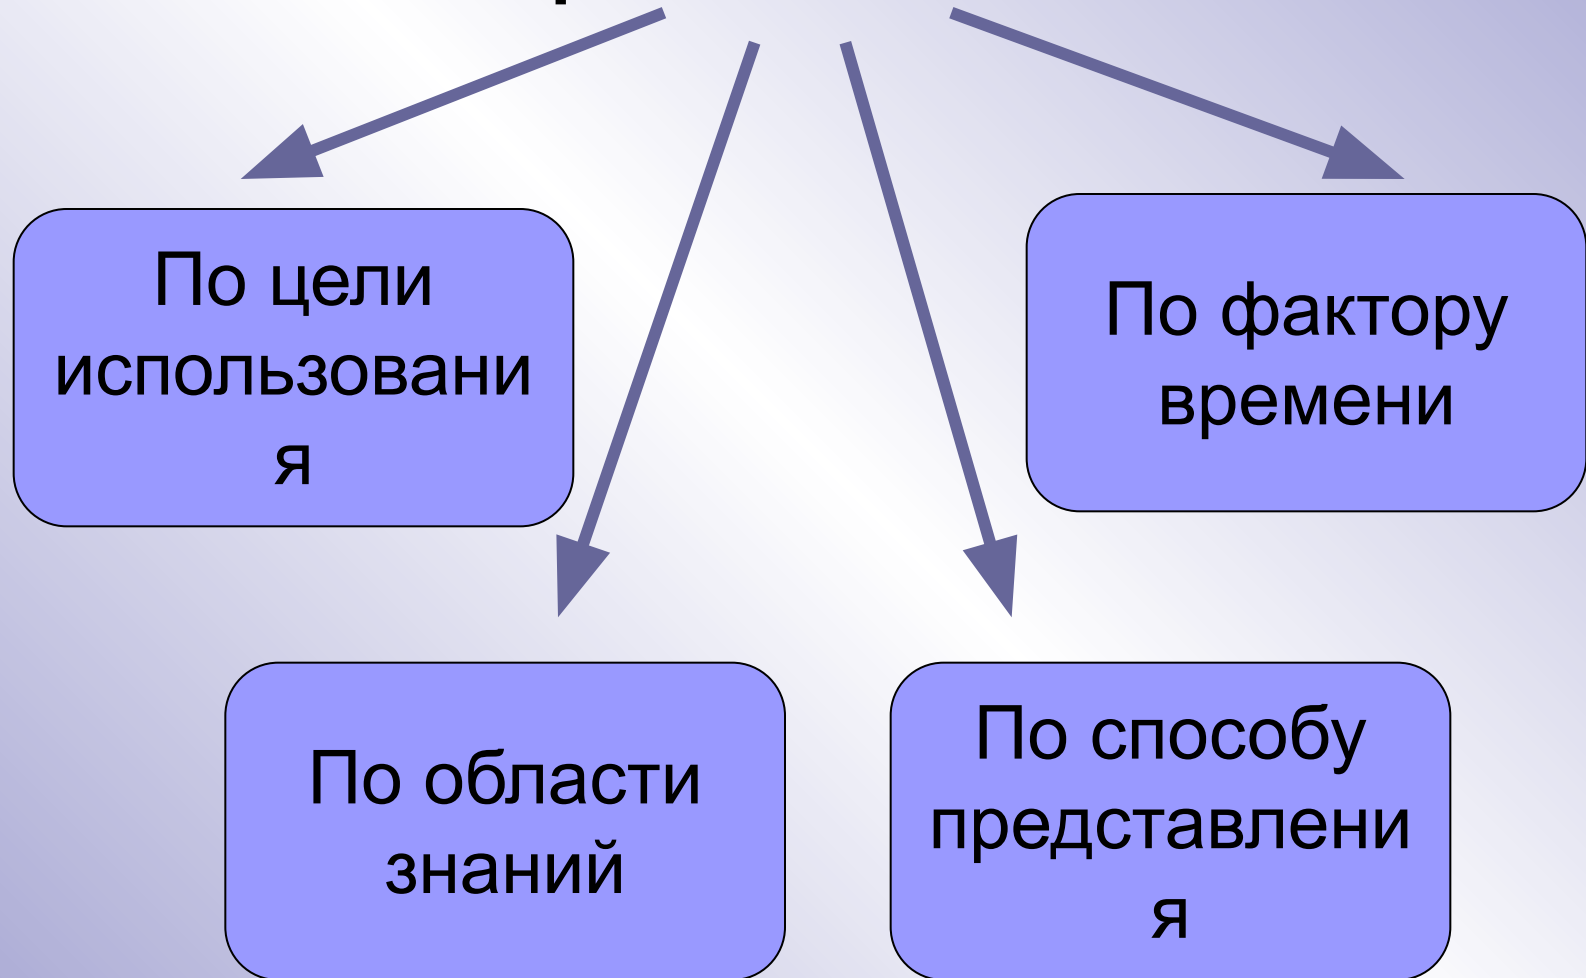 По цели
использовани
я
По фактору
времени
По области
знаний
По способу
представлени
я